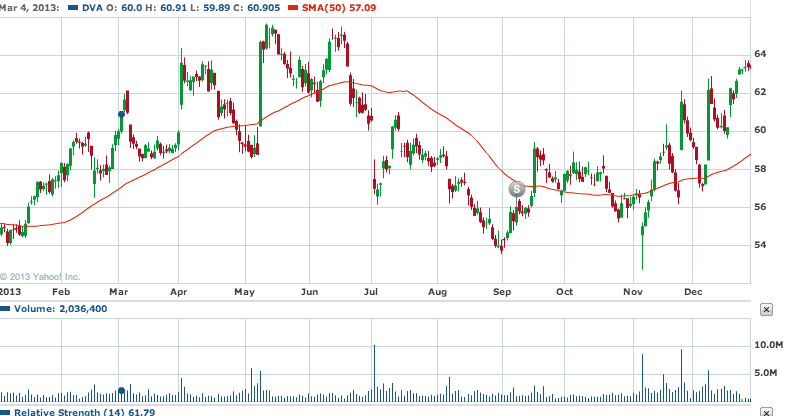 Mar 4, 2013: DVA O: 60.0 H: 60.91 L: 59.89 C: 60.905 SMA(50) 57.09
64
62
60
58
56
54
S
© 2013 Yahoo! Inc.
2013 Feb Mar Apr May Jun Jul Aug Sep Oct Nov Dec
Volume: 2,036,400
10.0M
5.0M
Relative Strength (14) 61.79